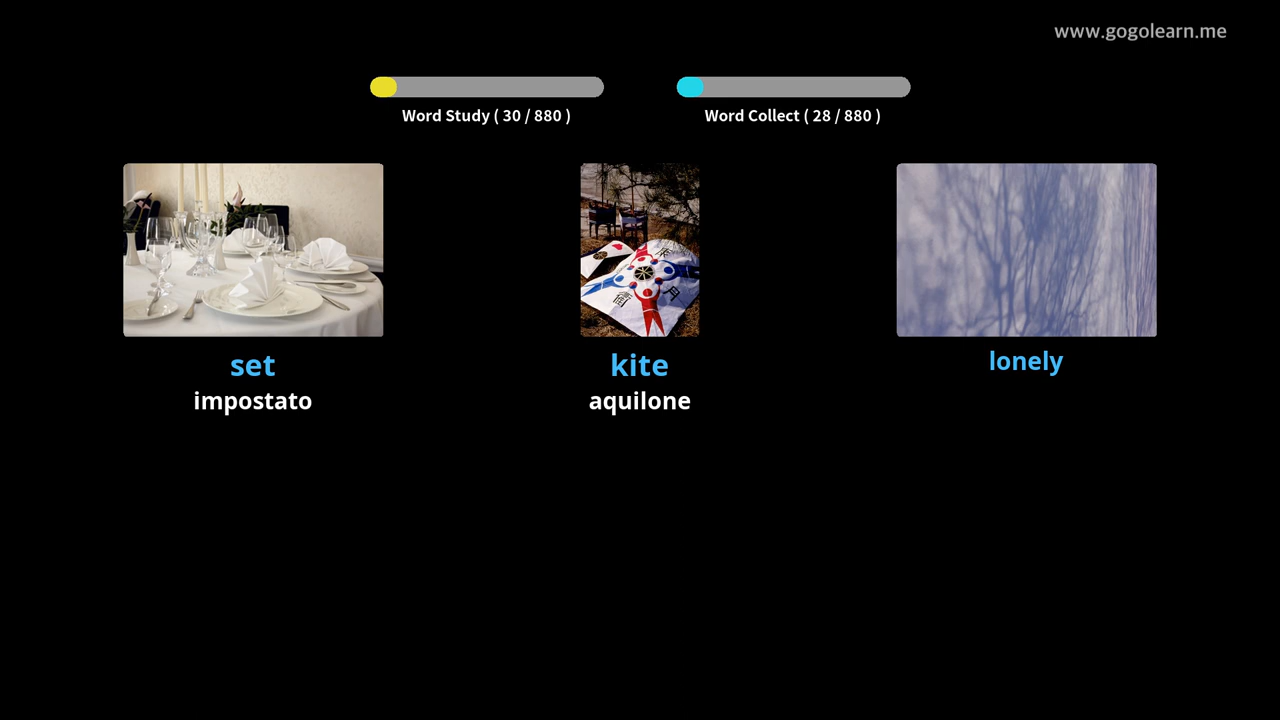 www.gogolearn.me
Word Study ( 30 / 880 )
Word Collect ( 28 / 880 )
set
impostato
kite
aquilone
lonely